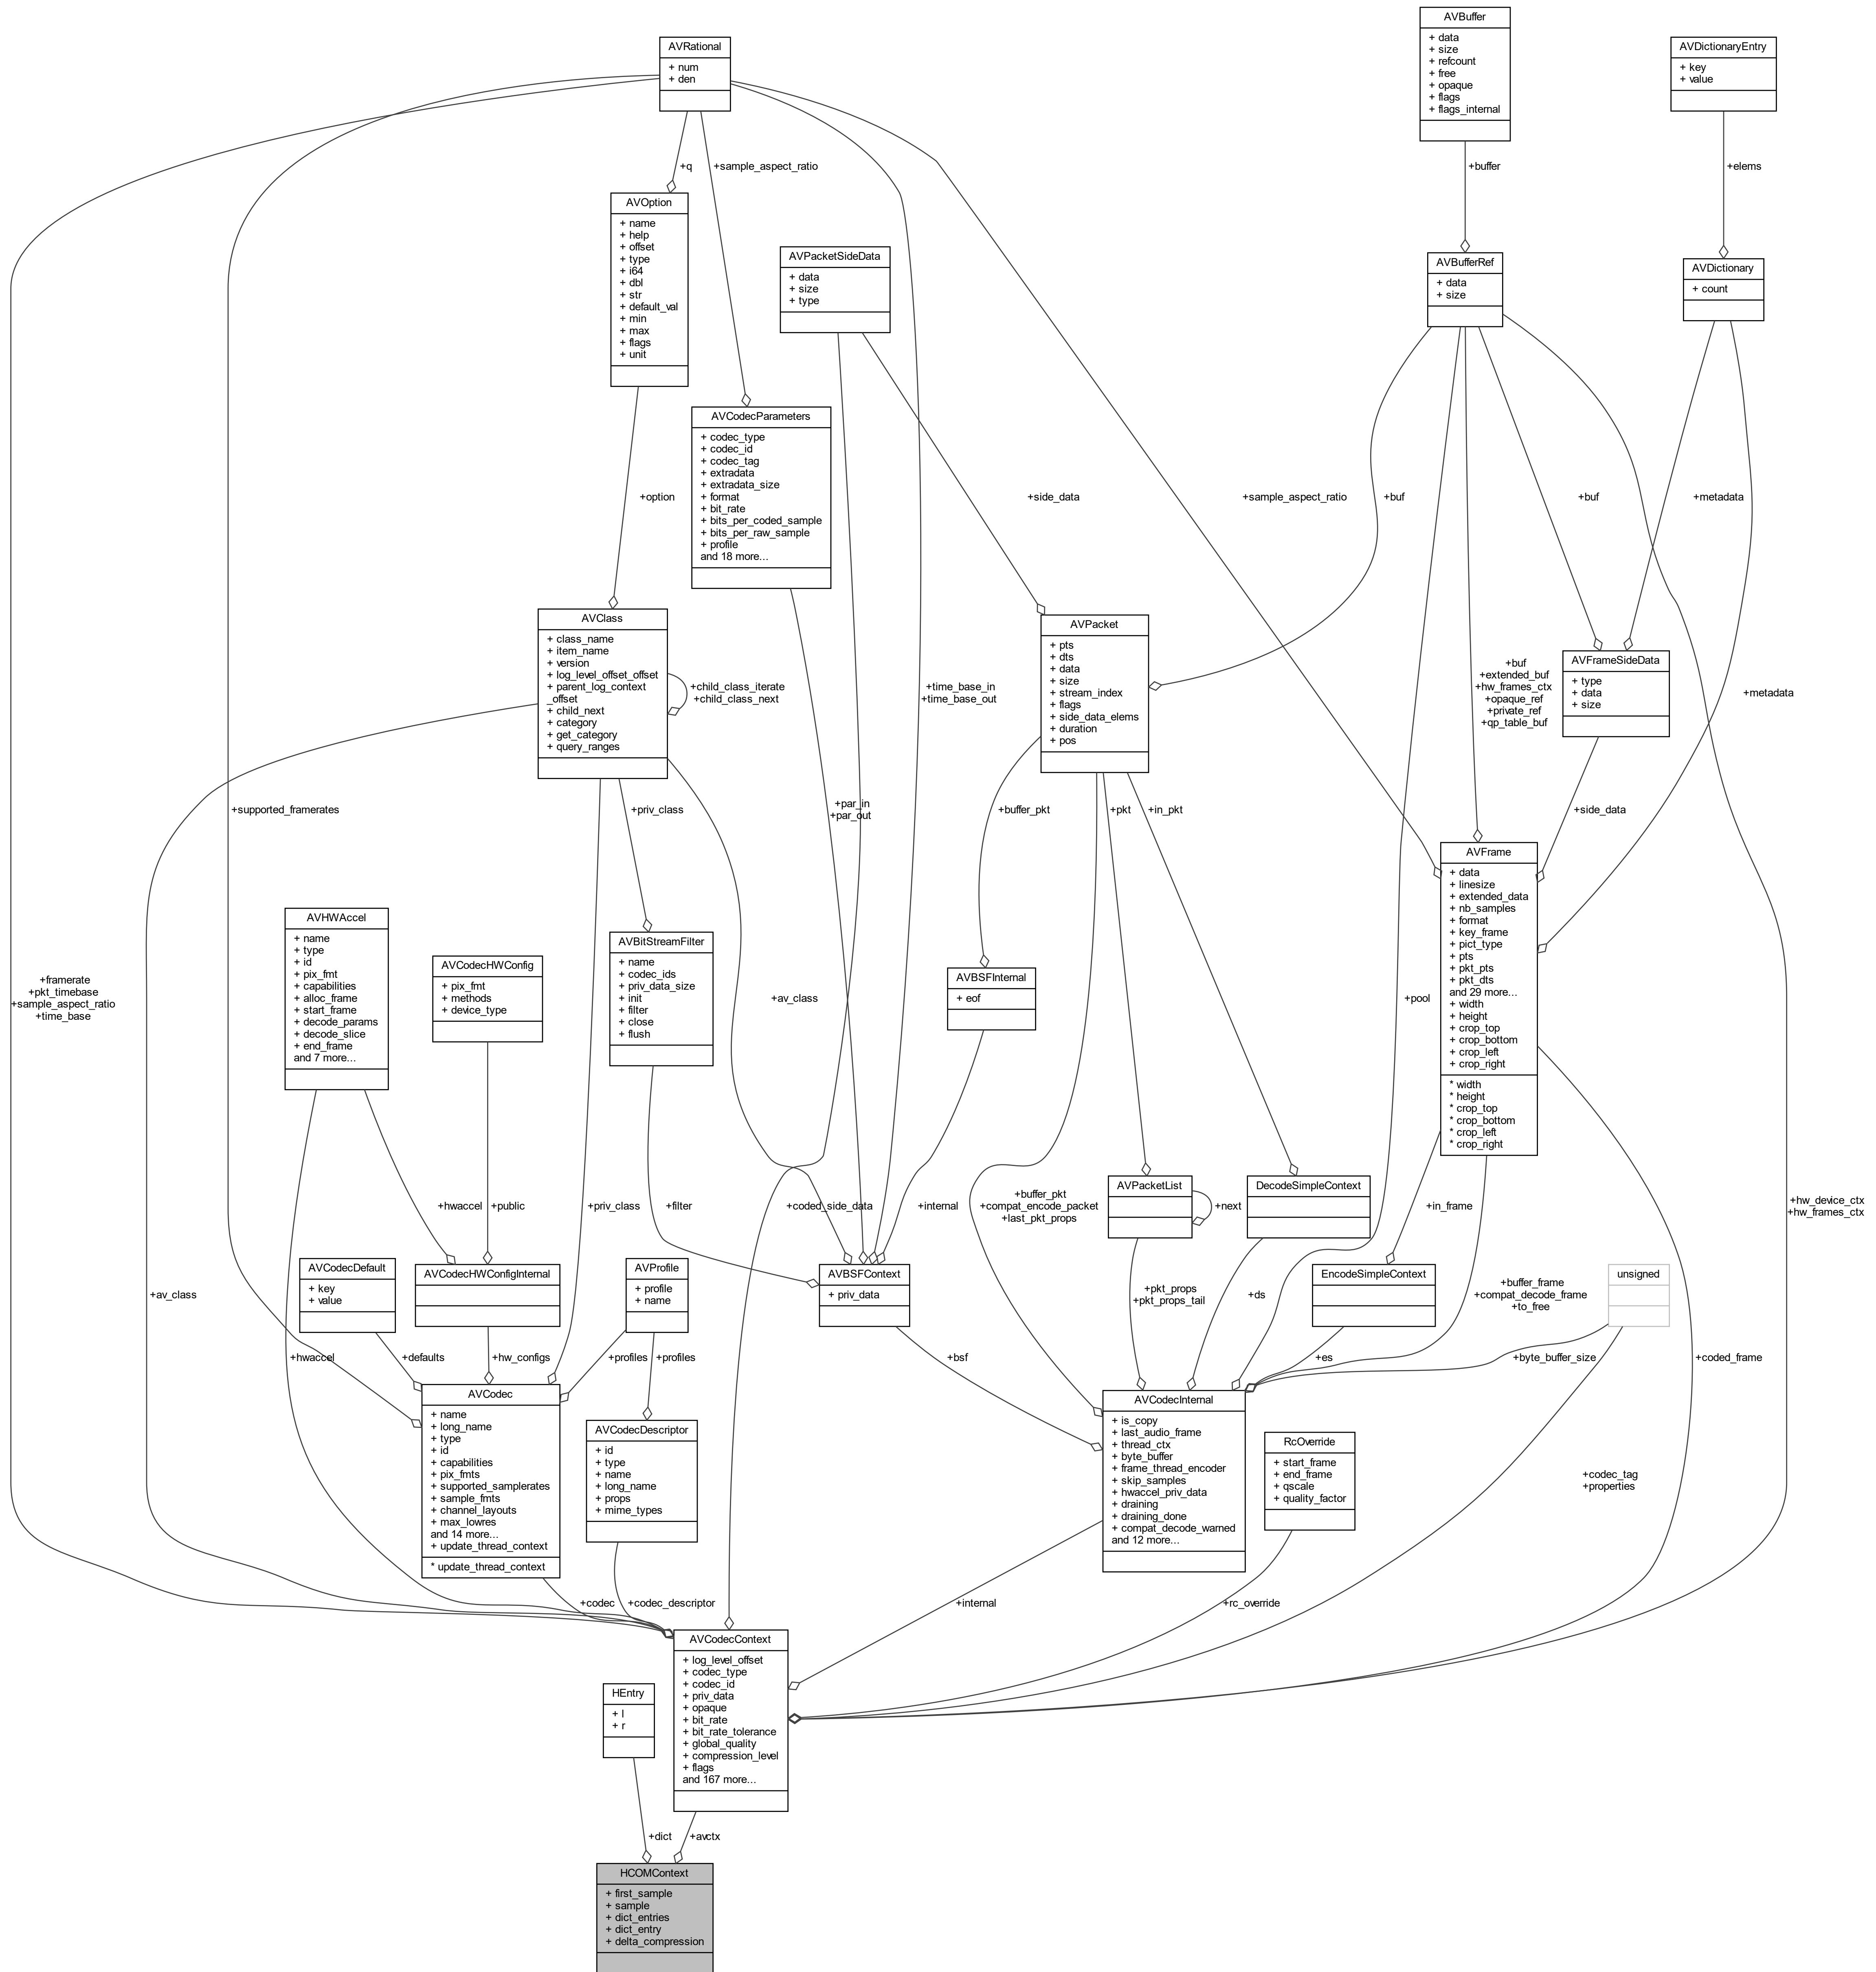 AVBuffer
+ data
+ size
+ refcount
+ free
+ opaque
+ flags
+ flags_internal
AVRational
+ num
+ den
AVDictionaryEntry
+ key
+ value
+buffer
+elems
+q
+sample_aspect_ratio
AVOption
+ name
+ help
+ offset
+ type
+ i64
+ dbl
+ str
+ default_val
+ min
+ max
+ flags
+ unit
AVPacketSideData
+ data
+ size
+ type
AVBufferRef
+ data
+ size
AVDictionary
+ count
AVCodecParameters
+ codec_type
+ codec_id
+ codec_tag
+ extradata
+ extradata_size
+ format
+ bit_rate
+ bits_per_coded_sample
+ bits_per_raw_sample
+ profile
and 18 more...
+option
+side_data
+sample_aspect_ratio
+buf
+buf
+metadata
AVClass
+ class_name
+ item_name
+ version
+ log_level_offset_offset
+ parent_log_context
_offset
+ child_next
+ category
+ get_category
+ query_ranges
+child_class_iterate
+child_class_next
+time_base_in
+time_base_out
AVPacket
+ pts
+ dts
+ data
+ size
+ stream_index
+ flags
+ side_data_elems
+ duration
+ pos
+buf
+extended_buf
+hw_frames_ctx
+opaque_ref
+private_ref
+qp_table_buf
AVFrameSideData
+ type
+ data
+ size
+metadata
+supported_framerates
+priv_class
+par_in
+par_out
+buffer_pkt
+pkt
+in_pkt
+side_data
AVFrame
+ data
+ linesize
+ extended_data
+ nb_samples
+ format
+ key_frame
+ pict_type
+ pts
+ pkt_pts
+ pkt_dts
and 29 more...
+ width
+ height
+ crop_top
+ crop_bottom
+ crop_left
+ crop_right
* width
* height
* crop_top
* crop_bottom
* crop_left
* crop_right
+framerate
+pkt_timebase
+sample_aspect_ratio
+time_base
AVHWAccel
+ name
+ type
+ id
+ pix_fmt
+ capabilities
+ alloc_frame
+ start_frame
+ decode_params
+ decode_slice
+ end_frame
and 7 more...
AVCodecHWConfig
+ pix_fmt
+ methods
+ device_type
AVBitStreamFilter
+ name
+ codec_ids
+ priv_data_size
+ init
+ filter
+ close
+ flush
+av_class
AVBSFInternal
+ eof
+pool
+hwaccel
+public
+priv_class
+filter
+coded_side_data
+internal
+buffer_pkt
+compat_encode_packet
+last_pkt_props
AVPacketList
+next
DecodeSimpleContext
+in_frame
+hw_device_ctx
+hw_frames_ctx
+av_class
AVCodecDefault
+ key
+ value
AVCodecHWConfigInternal
AVProfile
+ profile
+ name
AVBSFContext
+ priv_data
+pkt_props
+pkt_props_tail
+ds
EncodeSimpleContext
+buffer_frame
+compat_decode_frame
+to_free
unsigned
+hwaccel
+defaults
+hw_configs
+profiles
+profiles
+bsf
+es
+byte_buffer_size
+coded_frame
AVCodec
+ name
+ long_name
+ type
+ id
+ capabilities
+ pix_fmts
+ supported_samplerates
+ sample_fmts
+ channel_layouts
+ max_lowres
and 14 more...
+ update_thread_context
* update_thread_context
AVCodecDescriptor
+ id
+ type
+ name
+ long_name
+ props
+ mime_types
AVCodecInternal
+ is_copy
+ last_audio_frame
+ thread_ctx
+ byte_buffer
+ frame_thread_encoder
+ skip_samples
+ hwaccel_priv_data
+ draining
+ draining_done
+ compat_decode_warned
and 12 more...
RcOverride
+ start_frame
+ end_frame
+ qscale
+ quality_factor
+codec_tag
+properties
+codec
+codec_descriptor
+internal
+rc_override
AVCodecContext
+ log_level_offset
+ codec_type
+ codec_id
+ priv_data
+ opaque
+ bit_rate
+ bit_rate_tolerance
+ global_quality
+ compression_level
+ flags
and 167 more...
HEntry
+ l
+ r
+dict
+avctx
HCOMContext
+ first_sample
+ sample
+ dict_entries
+ dict_entry
+ delta_compression